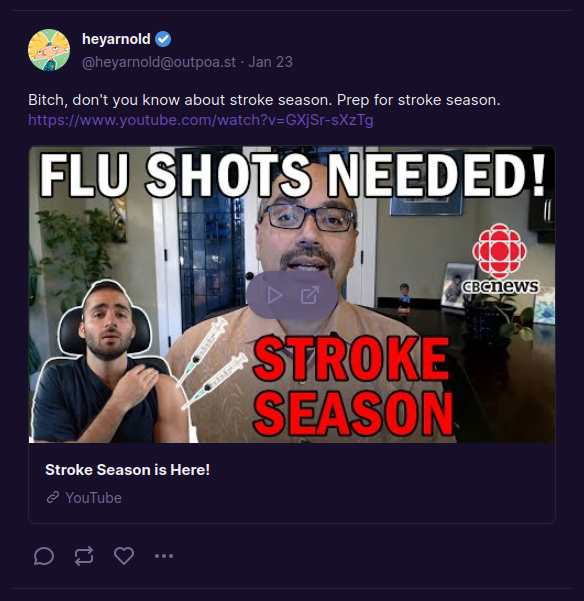 heyarnold
@heyarnold@outpoa.st · Jan 23
Bitch, don't you know about stroke season. Prep for stroke season.
https://www.youtube.com/watch?v=GXjSr-sXzTg
FLU SHOTS NEEDED!
CBCnews
STROKE
SEASON
Stroke Season is Here!
YouTube